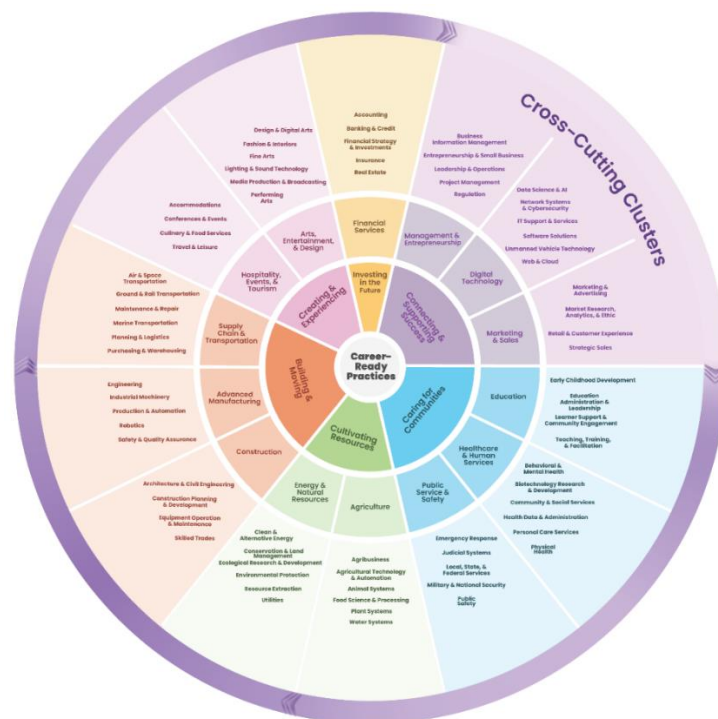 Cross-Cutting Clusters
Career-
Ready
Practices
Investing
in the
Future
Connecting &
Supporting
Success
Caring for
Communities
Cultivating
Resources
Building &
Moving
Creating &
Experiencing
Financial
Services
Accounting
Banking & Credit
Financial Strategy
& Investments
Insurance
Real Estate
Management &
Entrepreneurship
Business
Information Management
Entrepreneurship & Small Business
Leadership & Operations
Project Management
Regulation
Digital
Technology
Data Science & AI
Network Systems
& Cybersecurity
IT Support & Services
Software Solutions
Unmanned Vehicle Technology
Web & Cloud
Marketing
& Sales
Marketing &
Advertising
Market Research,
Analytics, & Ethic
Retail & Customer Experience
Strategic Sales
Education
Early Childhood Development
Education
Administration &
Leadership
Learner Support &
Community Engagement
Teaching, Training,
& Facilitation
Healthcare
& Human
Services
Behavioral &
Mental Health
Biotechnology Research
& Development
Community & Social Services
Health Data & Administration
Personal Care Services
Physical
Health
Public
Service &
Safety
Emergency Response
Judicial Systems
Local, State, &
Federal Services
Military & National Security
Public
Safety
Agriculture
Agribusiness
Agricultural Technology
& Automation
Animal Systems
Food Science & Processing
Plant Systems
Water Systems
Energy &
Natural
Resources
Clean &
Alternative Energy
Conservation & Land
Management
Ecological Research & Development
Environmental Protection
Resource Extraction
Utilities
Construction
Architecture & Civil Engineering
Construction Planning
& Development
Equipment Operation
& Maintenance
Skilled Trades
Advanced
Manufacturing
Engineering
Industrial Machinery
Production & Automation
Robotics
Safety & Quality Assurance
Supply
Chain &
Transportation
Air & Space
Transportation
Ground & Rail Transportation
Maintenance & Repair
Marine Transportation
Planning & Logistics
Purchasing & Warehousing
Hospitality,
Events, &
Tourism
Accommodations
Conferences & Events
Culinary & Food Services
Travel & Leisure
Arts,
Entertainment,
& Design
Design & Digital Arts
Fashion & Interiors
Fine Arts
Lighting & Sound Technology
Media Production & Broadcasting
Performing
Arts